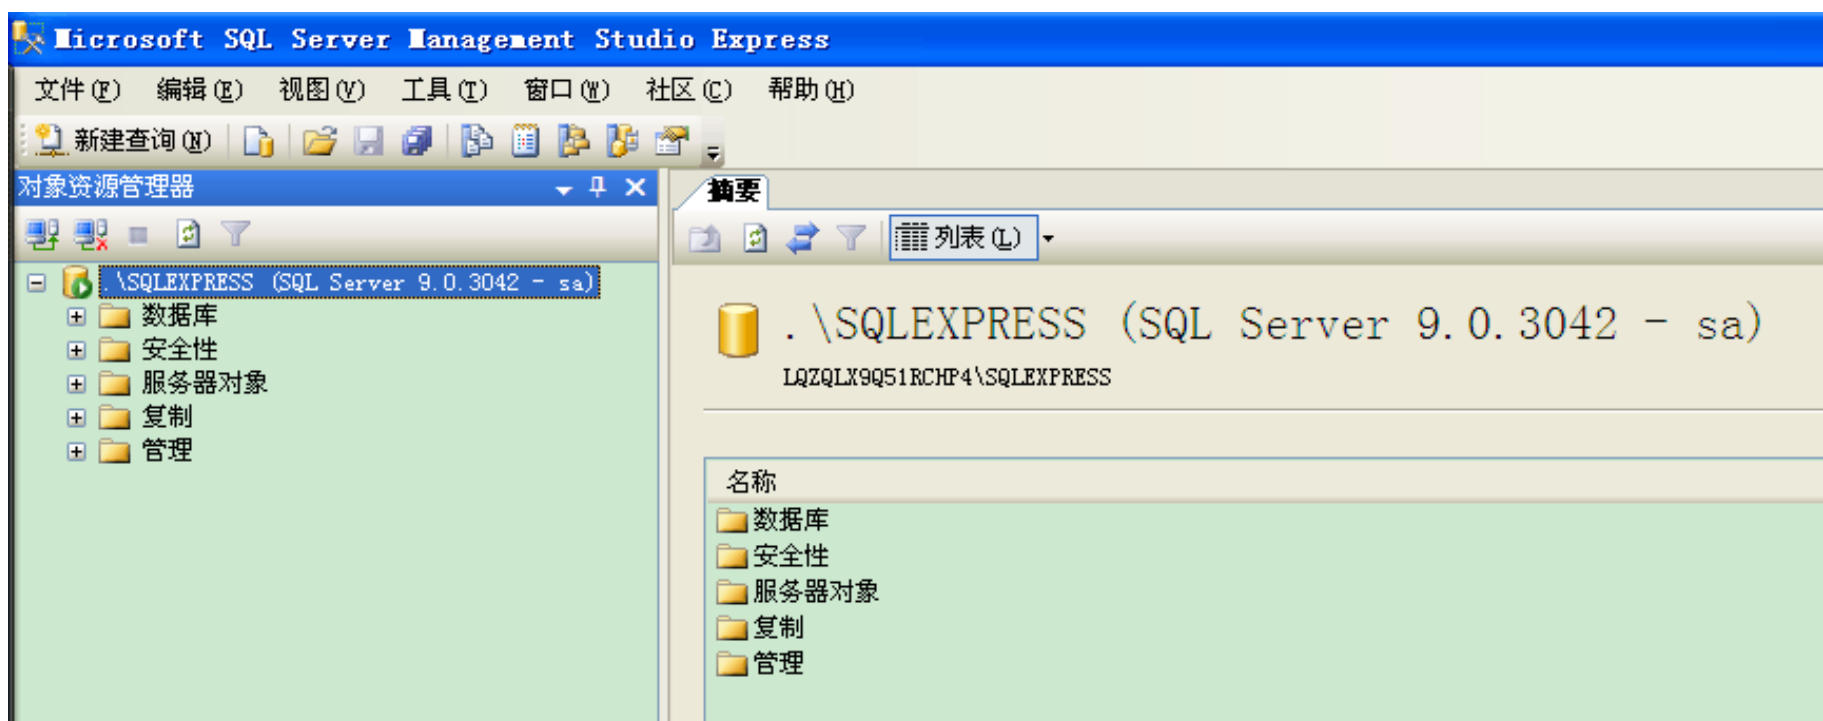 Microsoft SQL Server Management Studio Express
文件(F) 编辑(E) 视图(V) 工具(T) 窗口(W) 社区(C) 帮助(H)
新建查询(N)
对象资源管理器
摘要
列表(L)
.\SQLEXPRESS (SQL Server 9.0.3042 - sa)
数据库
安全性
服务器对象
复制
管理
.\SQLEXPRESS (SQL Server 9.0.3042 - sa)
LQZQLX9Q51RCHP4\SQLEXPRESS
名称
数据库
安全性
服务器对象
复制
管理